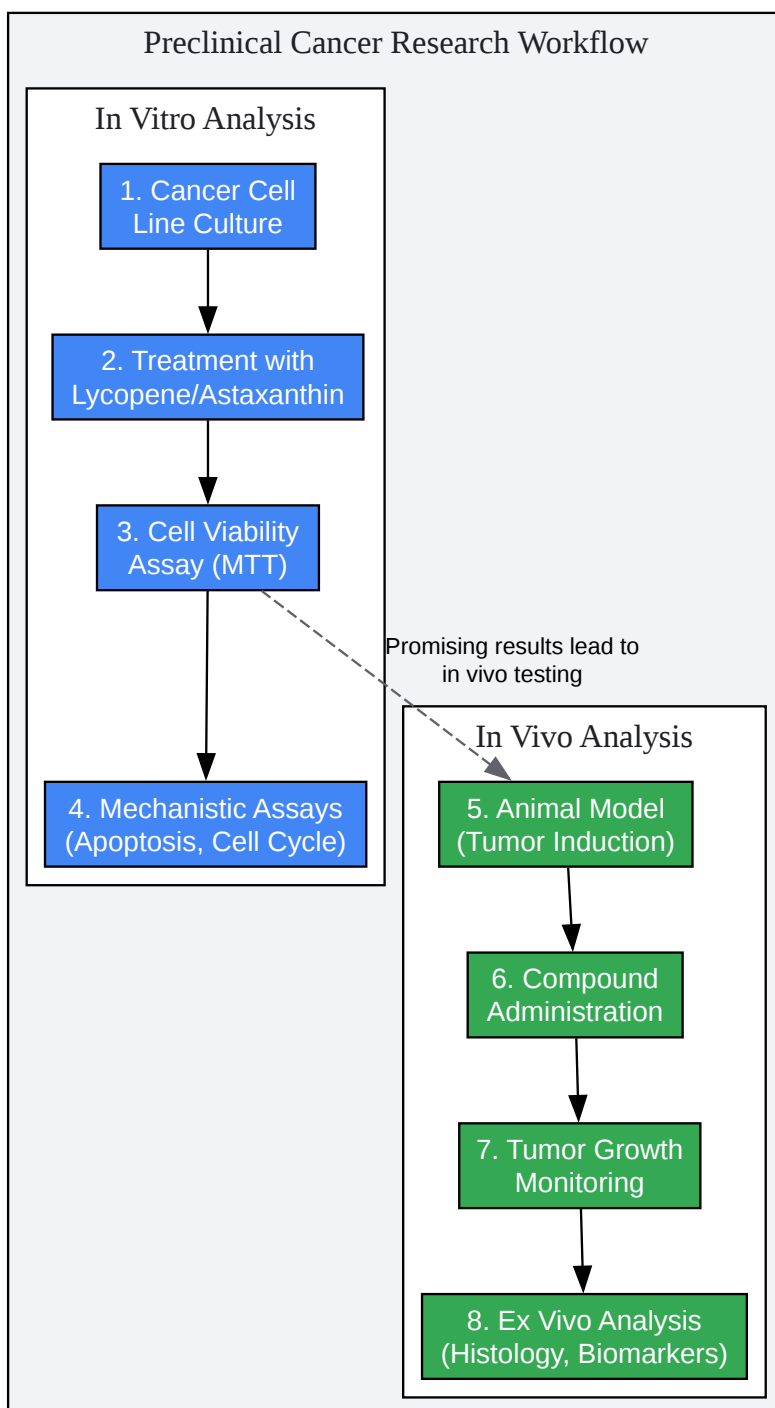 Preclinical Cancer Research Workflow
In Vitro Analysis
1. Cancer Cell
Line Culture
2. Treatment with
Lycopene/Astaxanthin
3. Cell Viability
Assay (MTT)
Promising results lead to
in vivo testing
4. Mechanistic Assays
(Apoptosis, Cell Cycle)
In Vivo Analysis
5. Animal Model
(Tumor Induction)
6. Compound
Administration
7. Tumor Growth
Monitoring
8. Ex Vivo Analysis
(Histology, Biomarkers)